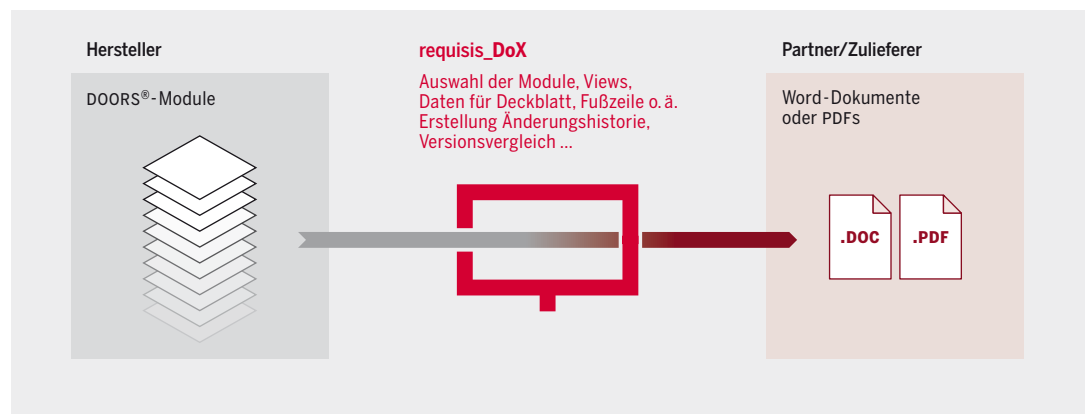 Hersteller
DOORS®-Module
requisis_DoX
Auswahl der Module, Views,
Daten für Deckblatt, Fußzeile o. ä.
Erstellung Änderungshistorie,
Versionsvergleich ...
Partner/Zulieferer
Word-Dokumente
oder PDFs
.DOC
.PDF